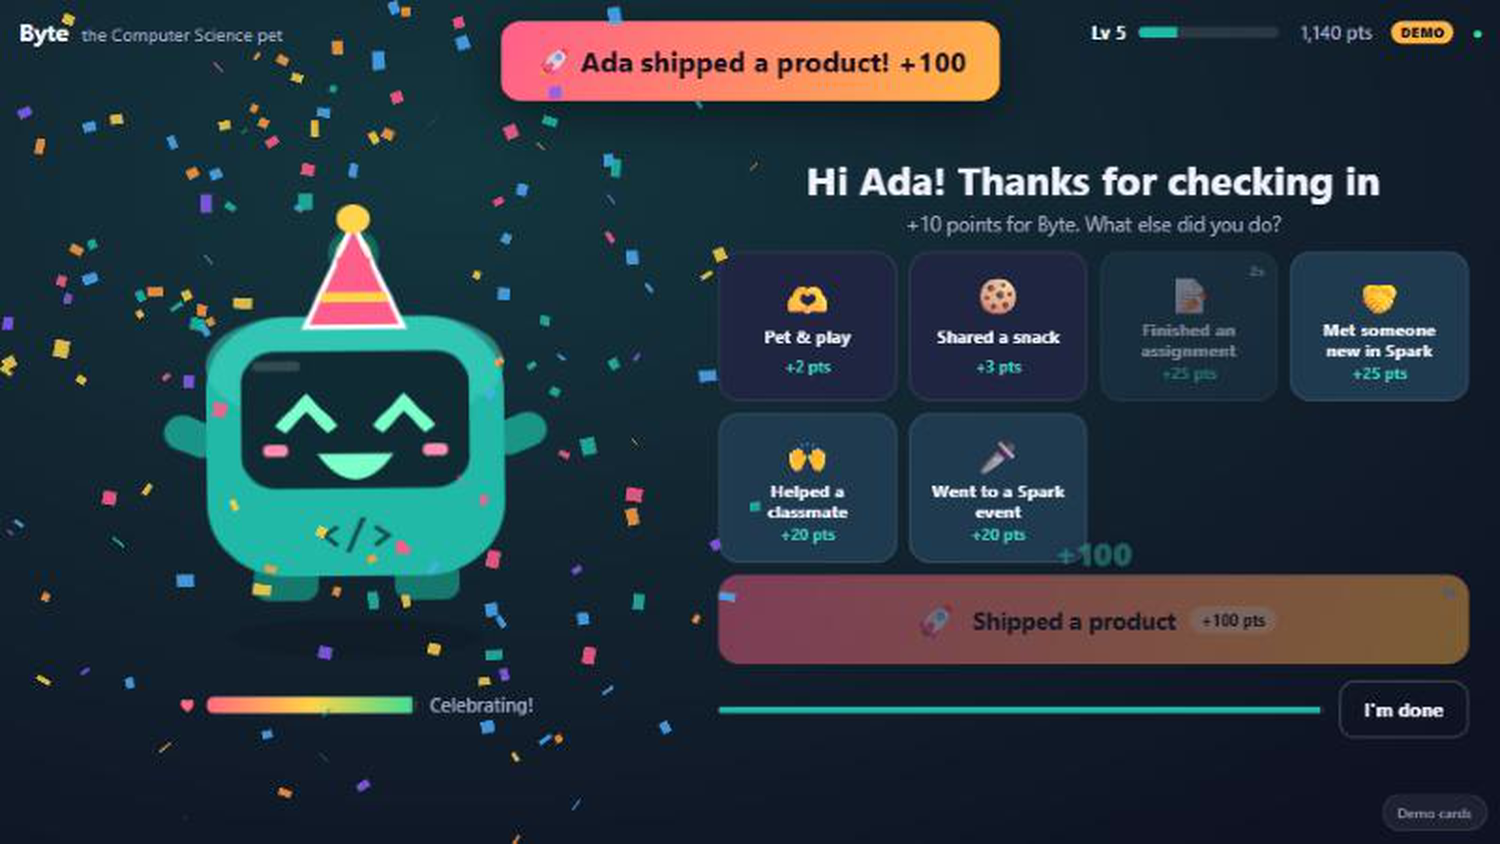 Byte the Computer Science pet
🚀 Ada shipped a product! +100
Lv 5
1,140 pts
DEMO
Hi Ada! Thanks for checking in
+10 points for Byte. What else did you do?
Pet & play
+2 pts
Shared a snack
+3 pts
2s
Finished an
assignment
+25 pts
Met someone
new in Spark
+25 pts
Helped a
classmate
+20 pts
Went to a Spark
event
+20 pts
+100
Shipped a product +100 pts
</>
Celebrating!
I'm done
Demo cards